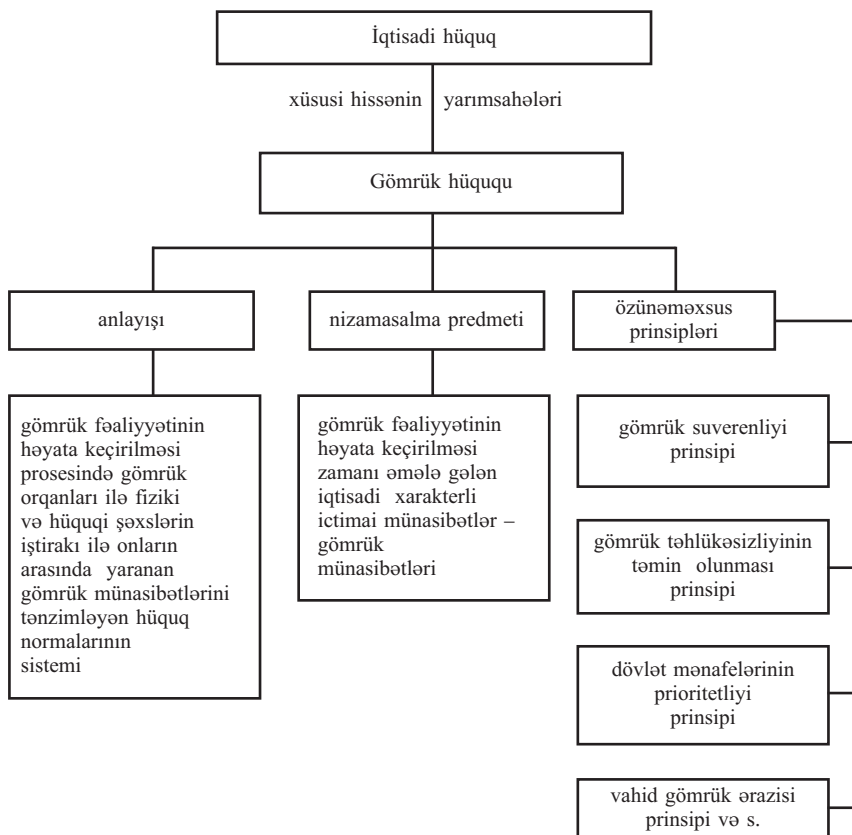 İqtisadi hüquq
xüsusi hissənin yarımsahələri
Gömrük hüququ
anlayışı
nizamasalma predmeti
özünəməxsus
prinsipləri
gömrük fəaliyyətinin
həyata keçirilməsi
prosesində gömrük
orqanları ilə fiziki
və hüquqi şəxslərin
iştirakı ilə onların
arasında yaranan
gömrük münasibətlərini
tənzimləyən hüquq
normalarının
sistemi
gömrük fəaliyyətinin
həyata keçirilməsi
zamanı əmələ gələn
iqtisadi xarakterli
ictimai münasibətlər –
gömrük
münasibətləri
gömrük suverenliyi
prinsipi
gömrük təhlükəsizliyinin
təmin olunması
prinsipi
dövlət mənafelərinin
prioritetliyi
prinsipi
vahid gömrük ərazisi
prinsipi və s.